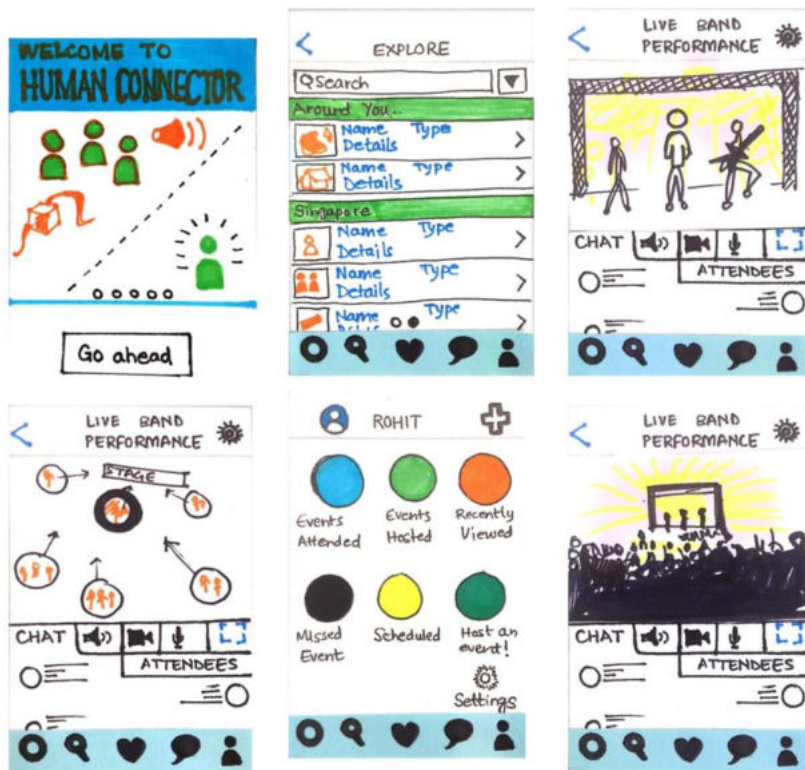 WELCOME TO
HUMAN CONNECTOR
Go ahead
EXPLORE
Search
Around You..
Name Type
Details
Name Type
Details
Singapore
Name Type
Details
Name Type
Details
Name Type
LIVE BAND
PERFORMANCE
CHAT
ATTENDEES
LIVE BAND
PERFORMANCE
STAGE
CHAT
ATTENDEES
ROHIT
Events Attended
Events Hosted
Recently Viewed
Missed Event
Scheduled
Host an event!
Settings
LIVE BAND
PERFORMANCE
CHAT
ATTENDEES